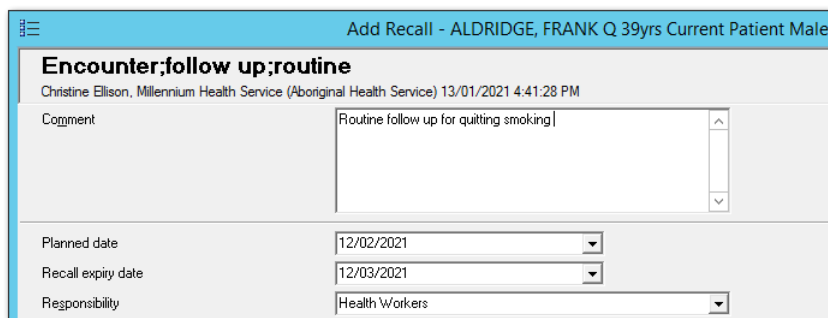 Add Recall - ALDRIDGE, FRANK Q 39yrs Current Patient Male
Encounter;follow up;routine
Christine Ellison, Millennium Health Service (Aboriginal Health Service) 13/01/2021 4:41:28 PM
Comment
Routine follow up for quitting smoking
Planned date
12/02/2021
Recall expiry date
12/03/2021
Responsibility
Health Workers